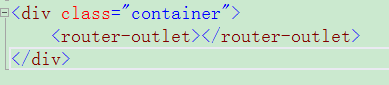 <div class="container">
    <router-outlet></router-outlet>
</div>